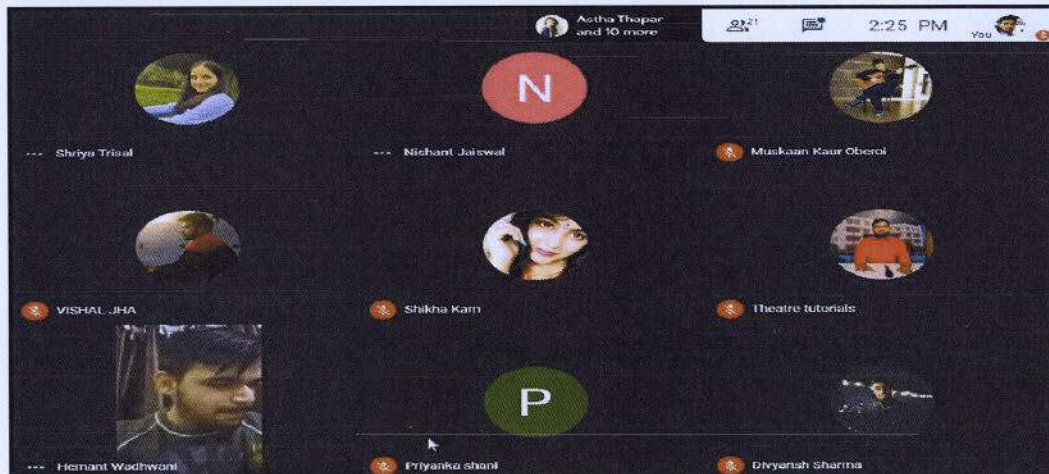 Astha Thapar
and 10 more
21
2:25 PM
You
N
Shriya Trisal
Nishant Jaiswal
Muskaan Kaur Oberoi
VISHAL JHA
Shikha Karn
Theatre tutorials
P
Hemant Wadhwani
Priyanka shani
Divyansh Sharma